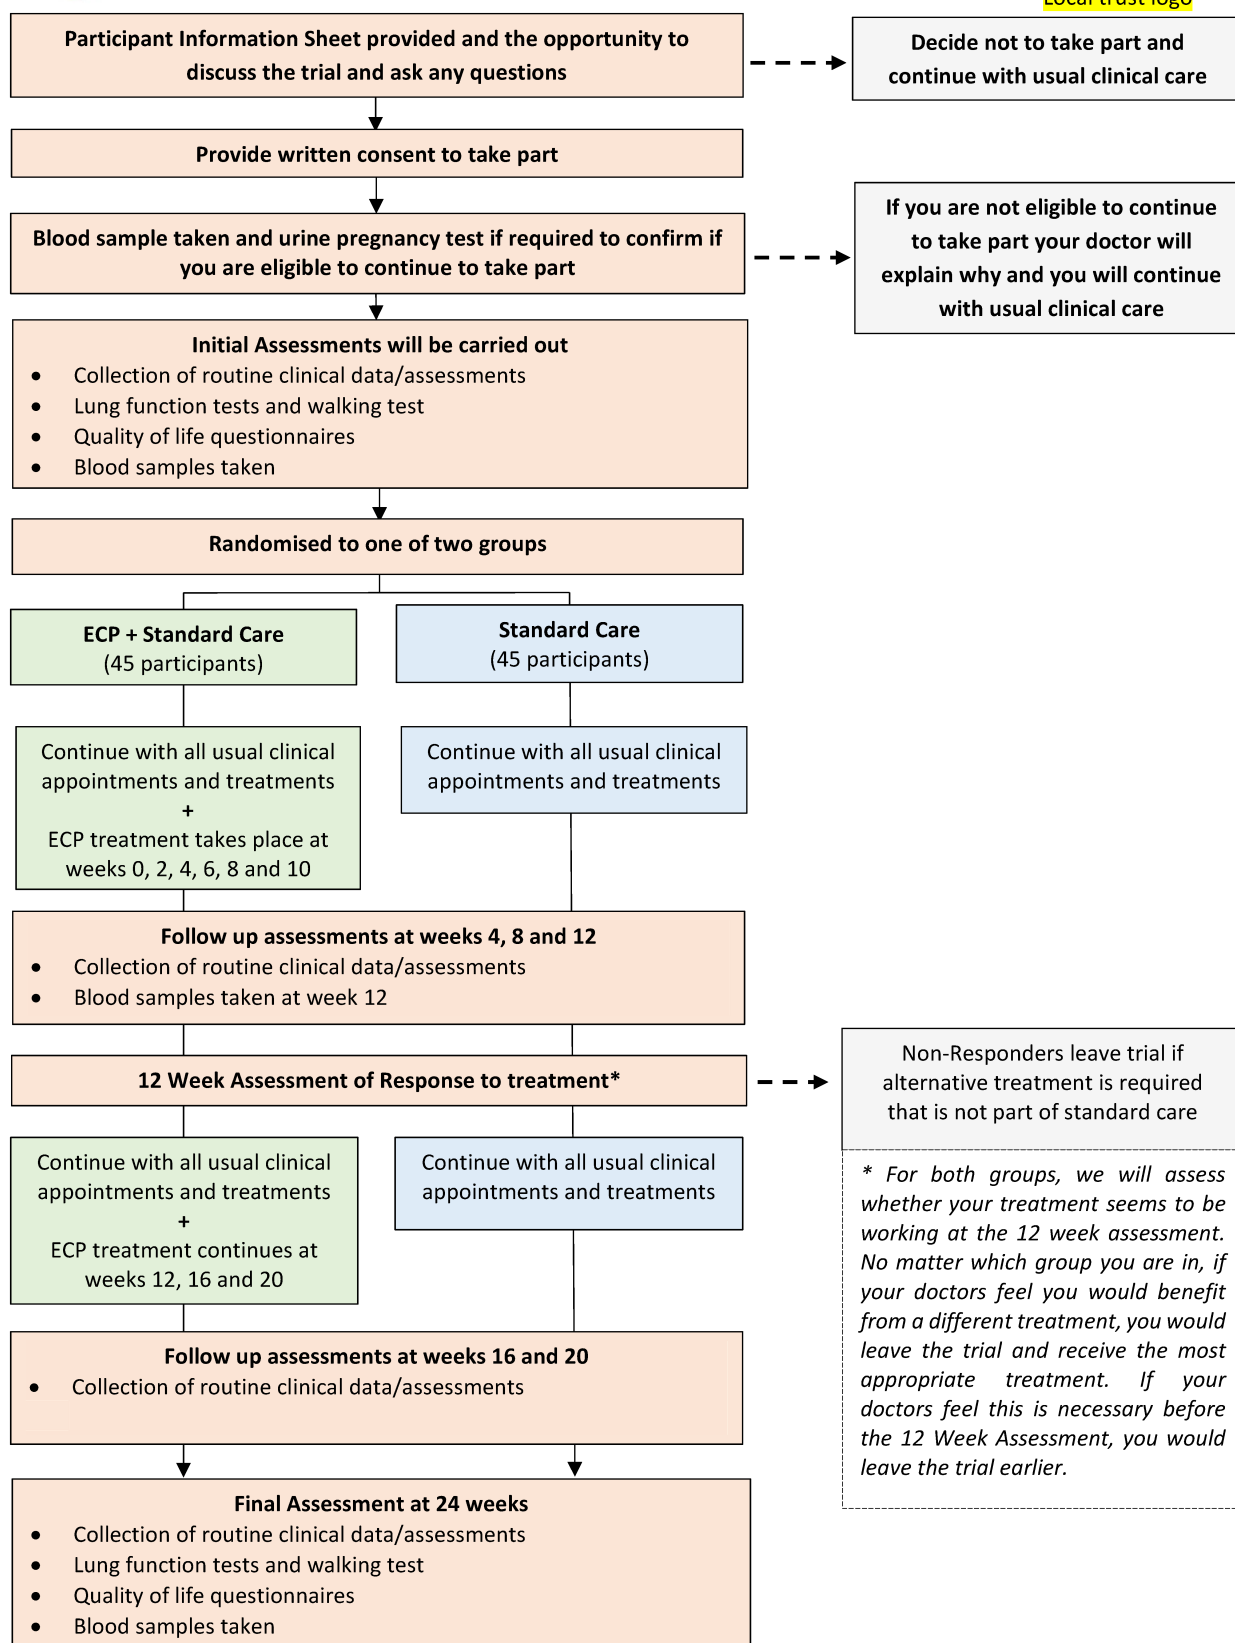 Local trust logo
Participant Information Sheet provided and the opportunity to
discuss the trial and ask any questions
Decide not to take part and
continue with usual clinical care
Provide written consent to take part
Blood sample taken and urine pregnancy test if required to confirm if
you are eligible to continue to take part
If you are not eligible to continue
to take part your doctor will
explain why and you will continue
with usual clinical care
Initial Assessments will be carried out
• Collection of routine clinical data/assessments
• Lung function tests and walking test
• Quality of life questionnaires
• Blood samples taken
Randomised to one of two groups
ECP + Standard Care
(45 participants)
Standard Care
(45 participants)
Continue with all usual clinical
appointments and treatments
+
ECP treatment takes place at
weeks 0, 2, 4, 6, 8 and 10
Continue with all usual clinical
appointments and treatments
Follow up assessments at weeks 4, 8 and 12
• Collection of routine clinical data/assessments
• Blood samples taken at week 12
12 Week Assessment of Response to treatment*
Non-Responders leave trial if
alternative treatment is required
that is not part of standard care
Continue with all usual clinical
appointments and treatments
+
ECP treatment continues at
weeks 12, 16 and 20
Continue with all usual clinical
appointments and treatments
* For both groups, we will assess
whether your treatment seems to be
working at the 12 week assessment.
No matter which group you are in, if
your doctors feel you would benefit
from a different treatment, you would
leave the trial and receive the most
appropriate treatment. If your
doctors feel this is necessary before
the 12 Week Assessment, you would
leave the trial earlier.
Follow up assessments at weeks 16 and 20
• Collection of routine clinical data/assessments
Final Assessment at 24 weeks
• Collection of routine clinical data/assessments
• Lung function tests and walking test
• Quality of life questionnaires
• Blood samples taken